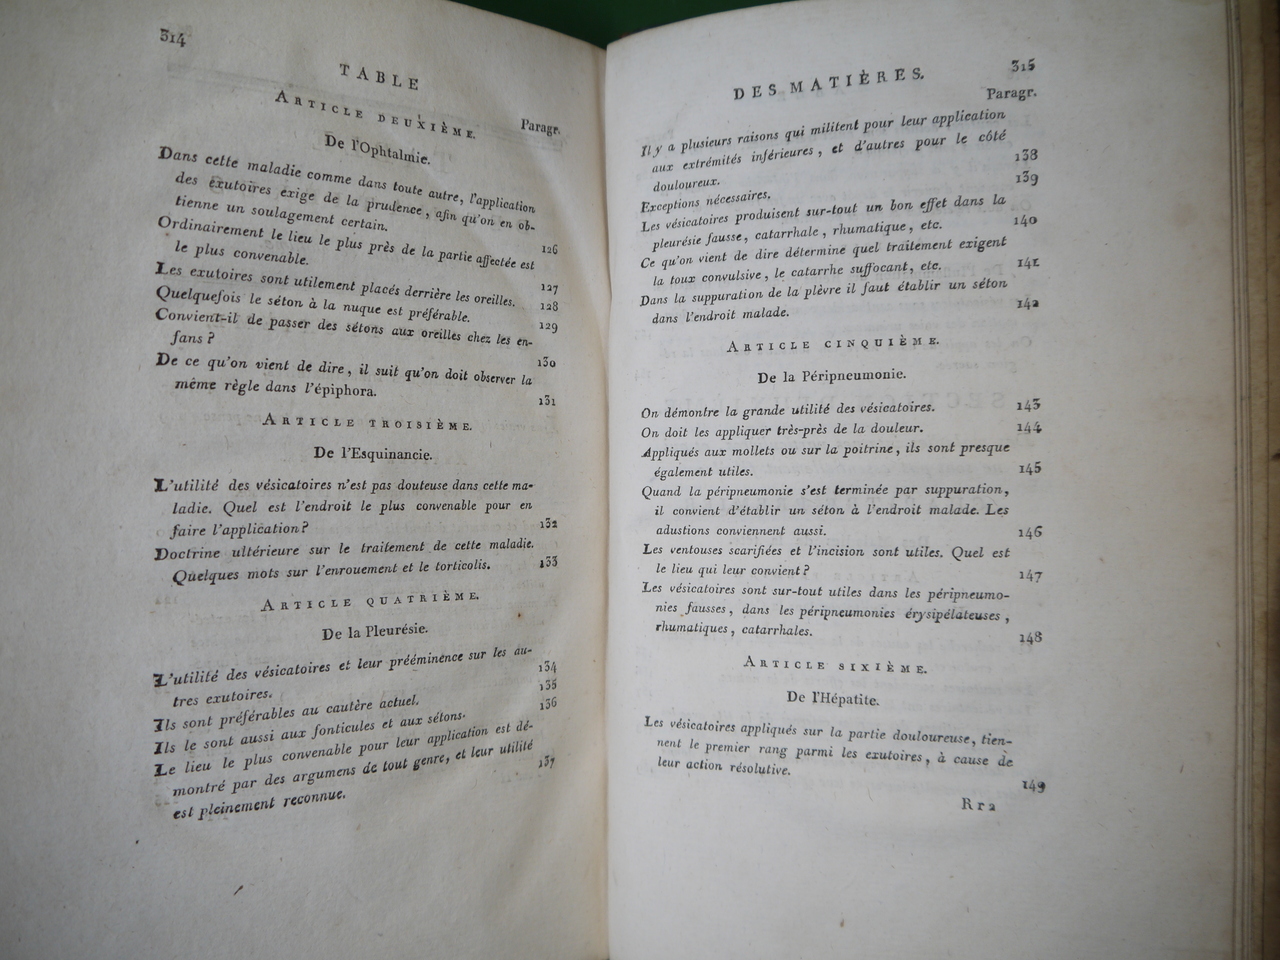 314
TABLE
ARTICLE DEUXIÈME.
Paragr.
De l'Ophtalmie.
Dans cette maladie comme dans toute autre, l'application
des exutoires exige de la prudence, afin qu'on en ob-
tienne un soulagement certain. 126
Ordinairement le lieu le plus près de la partie affectée est
le plus convenable. 127
Les exutoires sont utilement placés derrière les oreilles. 128
Quelquefois le séton à la nuque est préférable. 129
Convient-il de passer des sétons aux oreilles chez les en-
fans? 130
De ce qu'on vient de dire, il suit qu'on doit observer la
même règle dans l'épiphora. 131
ARTICLE TROISIÈME.
De l'Esquinancie.
L'utilité des vésicatoires n'est pas douteuse dans cette ma-
ladie. Quel est l'endroit le plus convenable pour en
faire l'application? 132
Doctrine ultérieure sur le traitement de cette maladie.
Quelques mots sur l'enrouement et le torticolis. 133
ARTICLE QUATRIÈME.
De la Pleurésie.
L'utilité des vésicatoires et leur prééminence sur les au-
tres exutoires. 134
Ils sont préférables au cautère actuel. 135
Ils le sont aussi aux fonticules et aux sétons. 136
Le lieu le plus convenable pour leur application est dé-
montré par des argumens de tout genre, et leur utilité
est pleinement reconnue. 137
DES MATIÈRES. 315
Paragr.
Il y a plusieurs raisons qui militent pour leur application
aux extrémités inférieures, et d'autres pour le côté
douloureux. 138
Exceptions nécessaires. 139
Les vésicatoires produisent sur-tout un bon effet dans la
pleurésie fausse, catarrhale, rhumatique, etc. 140
Ce qu'on vient de dire détermine quel traitement exigent
la toux convulsive, le catarrhe suffocant, etc. 141
Dans la suppuration de la plèvre il faut établir un séton
dans l'endroit malade. 142
ARTICLE CINQUIÈME.
De la Péripneumonie.
On démontre la grande utilité des vésicatoires. 143
On doit les appliquer très-près de la douleur. 144
Appliqués aux mollets ou sur la poitrine, ils sont presque
également utiles. 145
Quand la péripneumonie s'est terminée par suppuration,
il convient d'établir un séton à l'endroit malade. Les
adustions conviennent aussi. 146
Les ventouses scarifiées et l'incision sont utiles. Quel est
le lieu qui leur convient? 147
Les vésicatoires sont sur-tout utiles dans les péripneumo-
nies fausses, dans les péripneumonies érysipélateuses,
rhumatiques, catarrhales. 148
ARTICLE SIXIÈME.
De l'Hépatite.
Les vésicatoires appliqués sur la partie douloureuse, tien-
nent le premier rang parmi les exutoires, à cause de
leur action résolutive. 149
Rr2